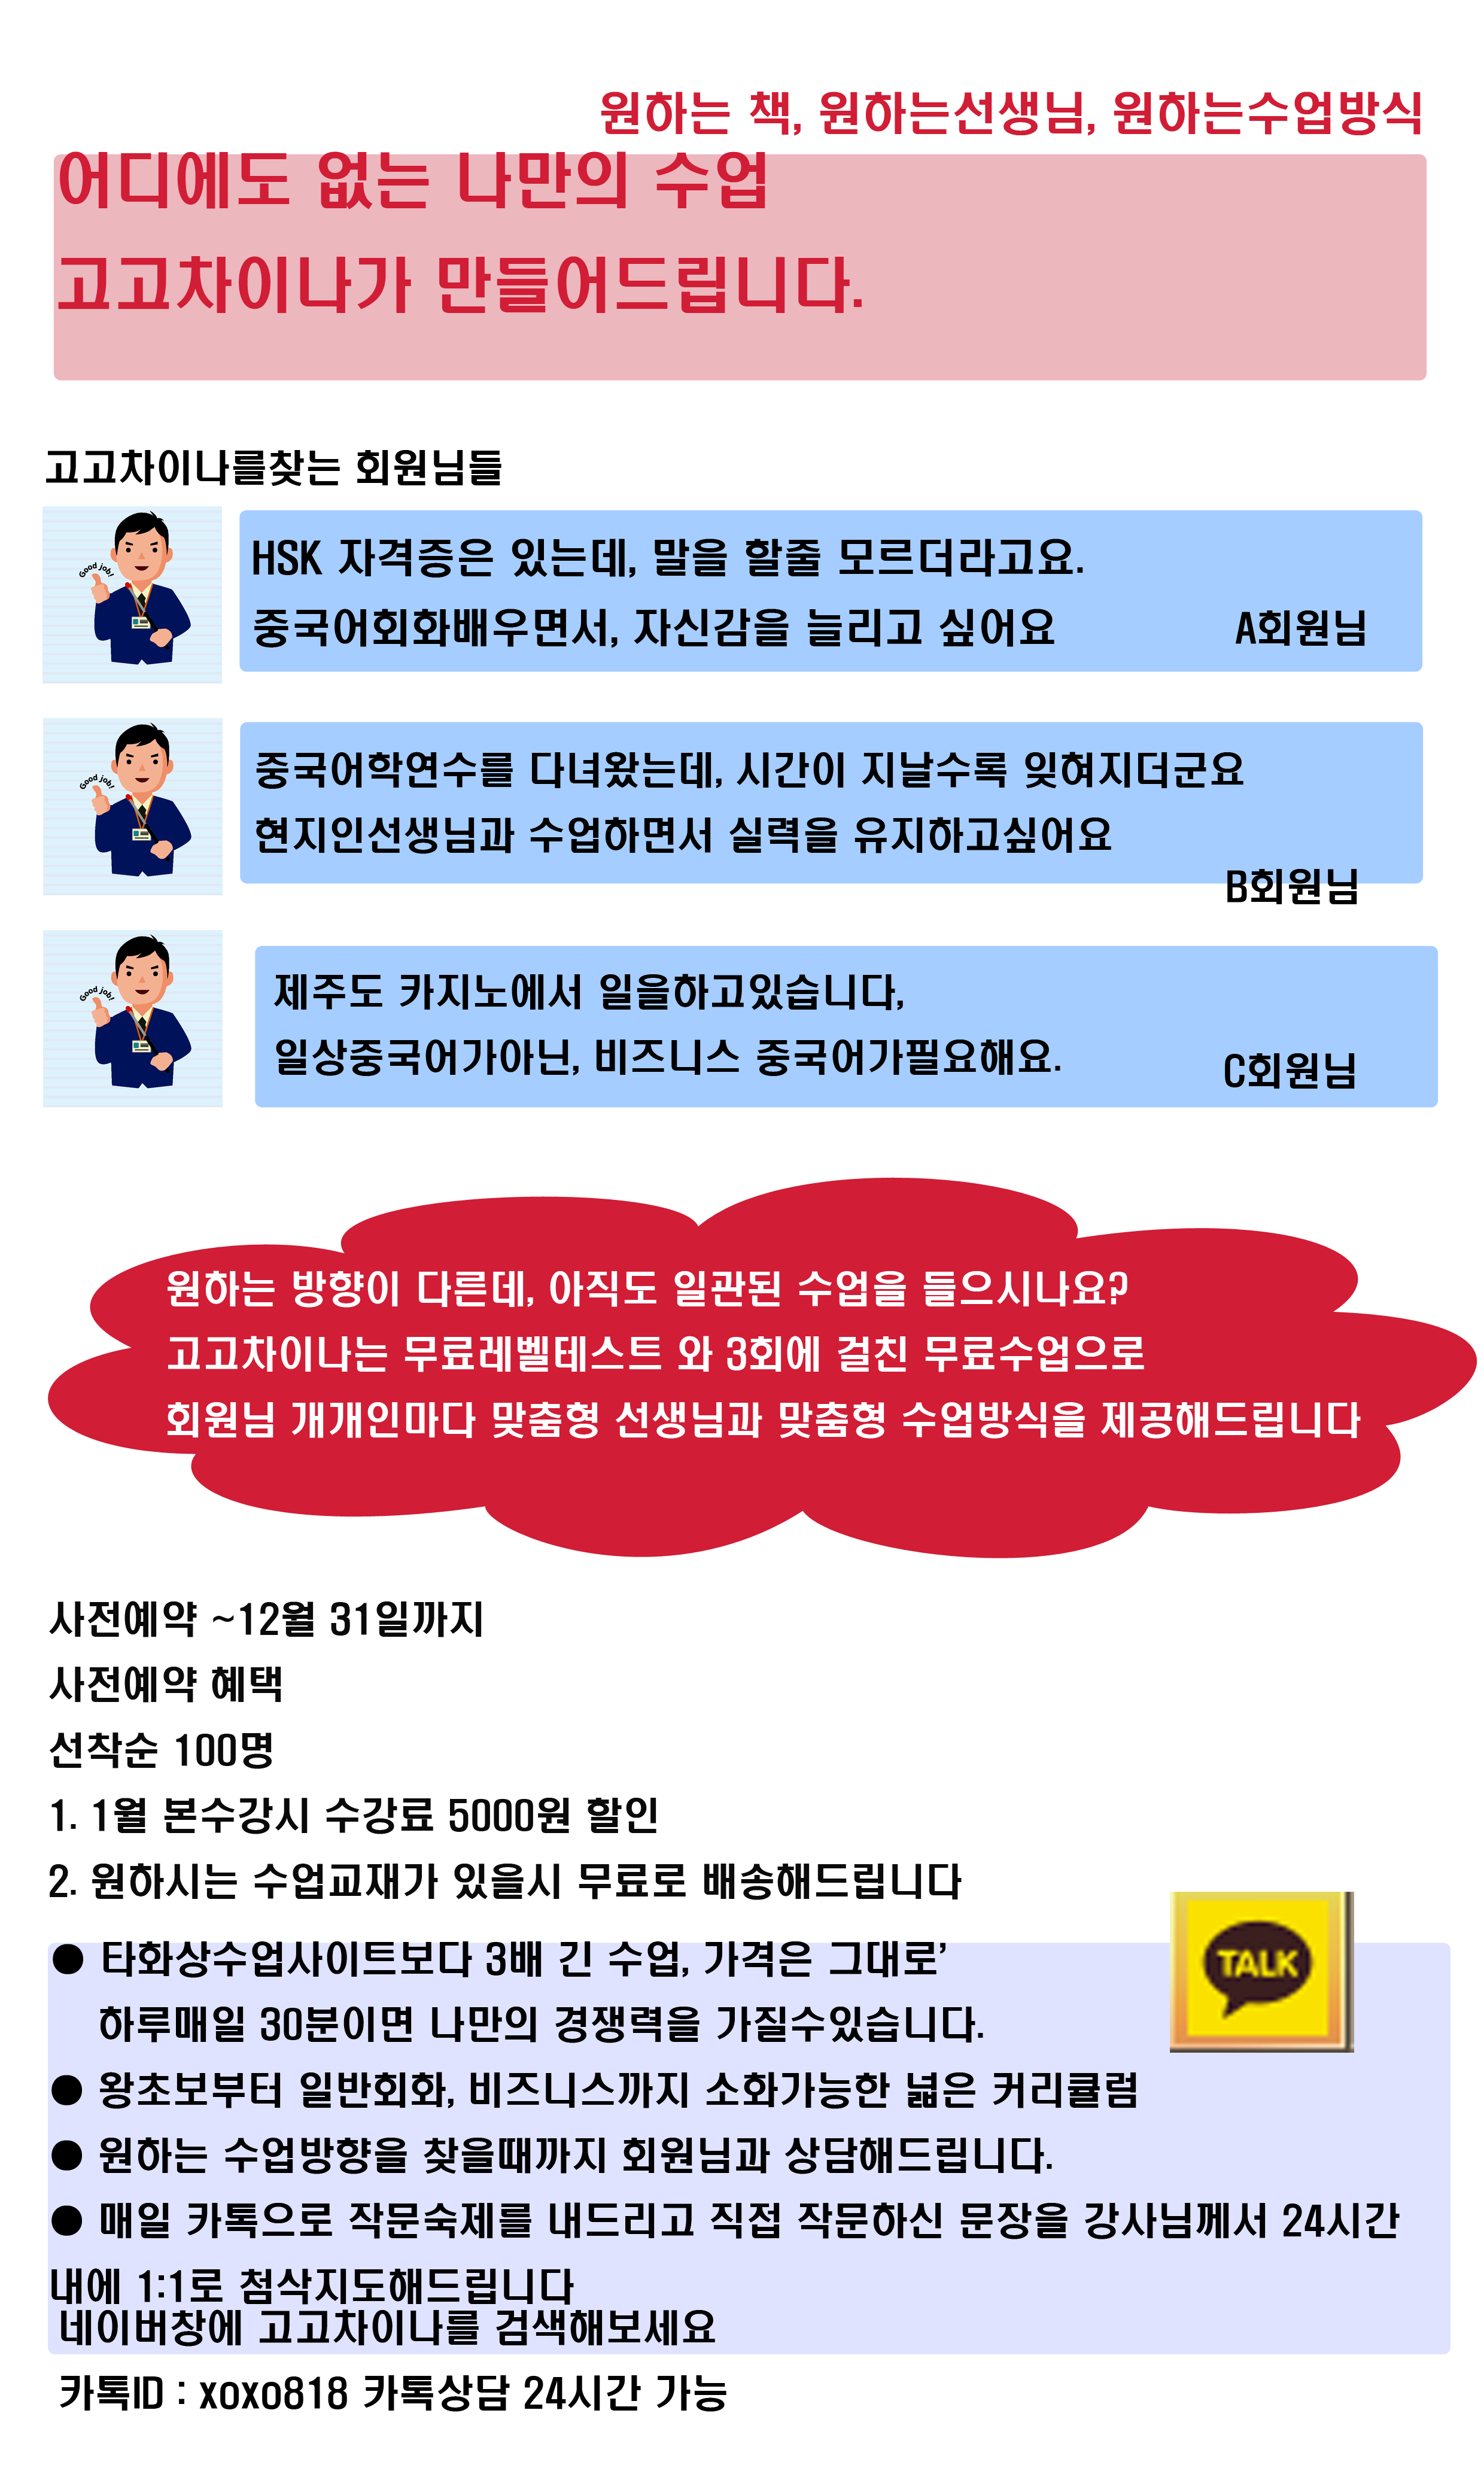 원하는 책, 원하는선생님, 원하는수업방식
어디에도 없는 나만의 수업
고고차이나가 만들어드립니다.
고고차이나를찾는 회원님들
Good job!
HSK 자격증은 있는데, 말을 할줄 모르더라고요.
중국어회화배우면서, 자신감을 늘리고 싶어요
A회원님
Good job!
중국어학연수를 다녀왔는데, 시간이 지날수록 잊혀지더군요
현지인선생님과 수업하면서 실력을 유지하고싶어요
B회원님
Good job!
제주도 카지노에서 일을하고있습니다,
일상중국어가아닌, 비즈니스 중국어가필요해요.
C회원님
원하는 방향이 다른데, 아직도 일관된 수업을 들으시나요?
고고차이나는 무료레벨테스트 와 3회에 걸친 무료수업으로
회원님 개개인마다 맞춤형 선생님과 맞춤형 수업방식을 제공해드립니다
사전예약 ~12월 31일까지
사전예약 혜택
선착순 100명
1. 1월 본수강시 수강료 5000원 할인
2. 원하시는 수업교재가 있을시 무료로 배송해드립니다
TALK
● 타화상수업사이트보다 3배 긴 수업, 가격은 그대로’
하루매일 30분이면 나만의 경쟁력을 가질수있습니다.
● 왕초보부터 일반회화, 비즈니스까지 소화가능한 넓은 커리큘럼
● 원하는 수업방향을 찾을때까지 회원님과 상담해드립니다.
● 매일 카톡으로 작문숙제를 내드리고 직접 작문하신 문장을 강사님께서 24시간
내에 1:1로 첨삭지도해드립니다
네이버창에 고고차이나를 검색해보세요
카톡ID : xoxo818 카톡상담 24시간 가능